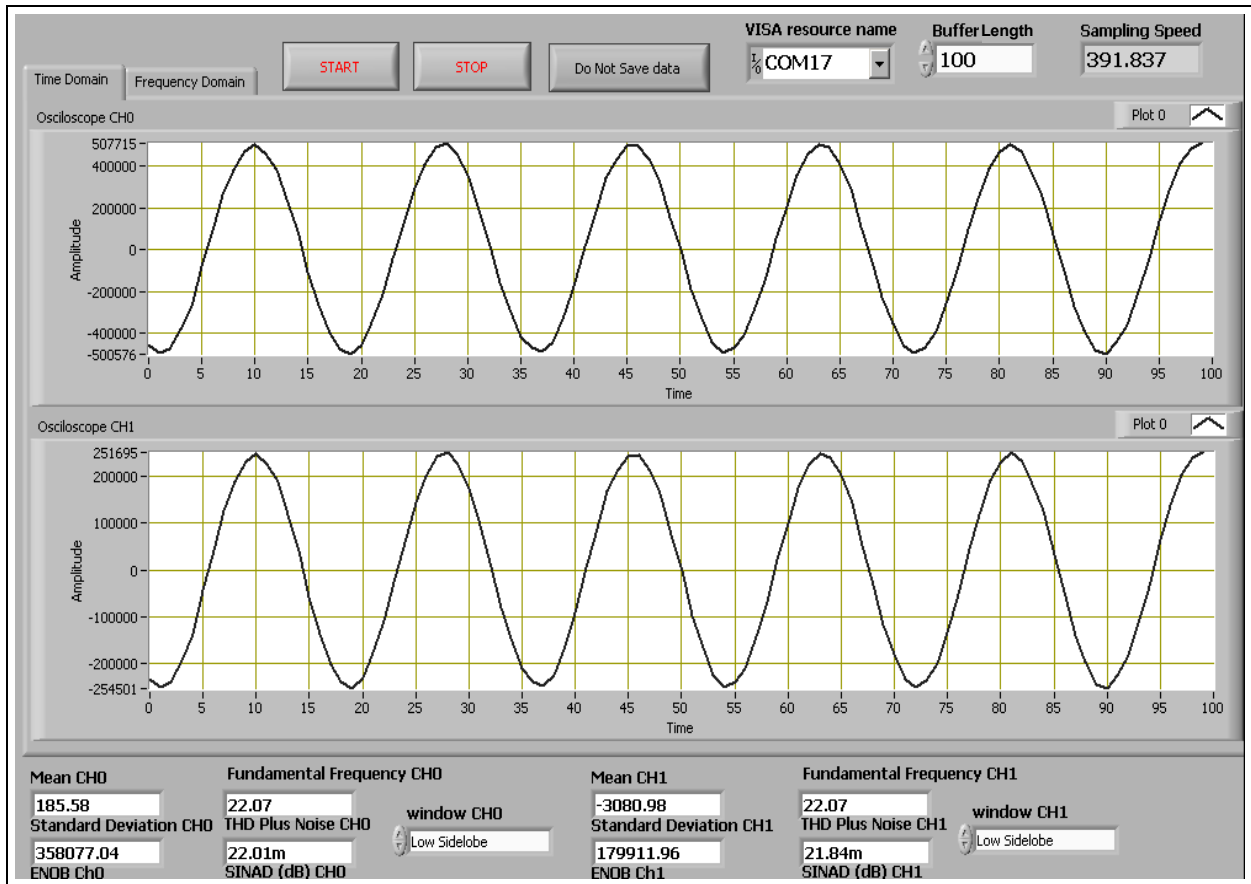 VISA resource name
Buffer Length
Sampling Speed
START
STOP
Do Not Save data
I/O COM17
100
391.837
Time Domain
Frequency Domain
Osciloscope CH0
Plot 0
507715
400000
200000
0
-200000
-400000
-500576
Amplitude
0 5 10 15 20 25 30 35 40 45 50 55 60 65 70 75 80 85 90 95 100
Time
Osciloscope CH1
Plot 0
251695
200000
100000
0
-100000
-200000
-254501
Amplitude
0 5 10 15 20 25 30 35 40 45 50 55 60 65 70 75 80 85 90 95 100
Time
Mean CH0
185.58
Standard Deviation CH0
358077.04
ENOB Ch0
Fundamental Frequency CH0
22.07
THD Plus Noise CH0
22.01m
SINAD (dB) CH0
window CH0
Low Sidelobe
Mean CH1
-3080.98
Standard Deviation CH1
179911.96
ENOB Ch1
Fundamental Frequency CH1
22.07
THD Plus Noise CH1
21.84m
SINAD (dB) CH1
window CH1
Low Sidelobe